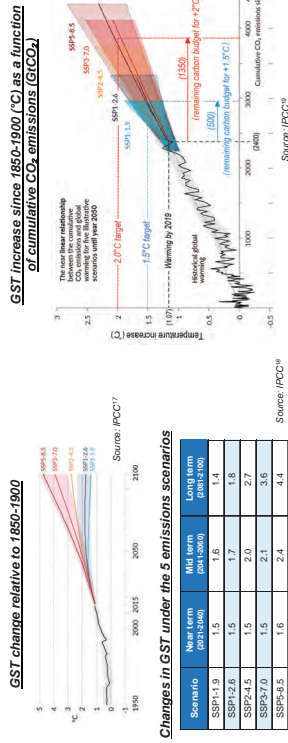 GST change relative to 1850-1900
°C
5
4
3
2
1
0
-1
1950
2000
2015
2050
2100
SSP5-8.5
SSP3-7.0
SSP2-4.5
SSP1-2.6
SSP1-1.9
Source: IPCC¹⁷
Changes in GST under the 5 emissions scenarios
Scenario Near term (2021-2040) Mid term (2041-2060) Long term (2081-2100)
SSP1-1.9 1.5 1.6 1.4
SSP1-2.6 1.5 1.7 1.8
SSP2-4.5 1.5 2.0 2.7
SSP3-7.0 1.5 2.1 3.6
SSP5-8.5 1.6 2.4 4.4
Source: IPCC¹⁸
GST increase since 1850-1900 (°C) as a function
of cumulative CO₂ emissions (GtCO₂)
Temperature increase (°C)
3
2.5
2
1.5
(1.07)
1
0.5
0
-0.5
The near linear relationship
between the cumulative
CO₂ emissions and global
warming for five illustrative
scenarios until year 2050
SSP5-8.5
SSP3-7.0
SSP2-4.5
SSP1-2.6
SSP1-1.9
2.0°C target
1.5°C target
Warming by 2019
Historical global
warming
(1350)
(remaining carbon budget for +2°C
(500)
(remaining carbon budget for +1.5°C)
1000
2000
(2400)
3000
4000
Cumulative CO₂ emissions si
Source: IPCC¹⁹